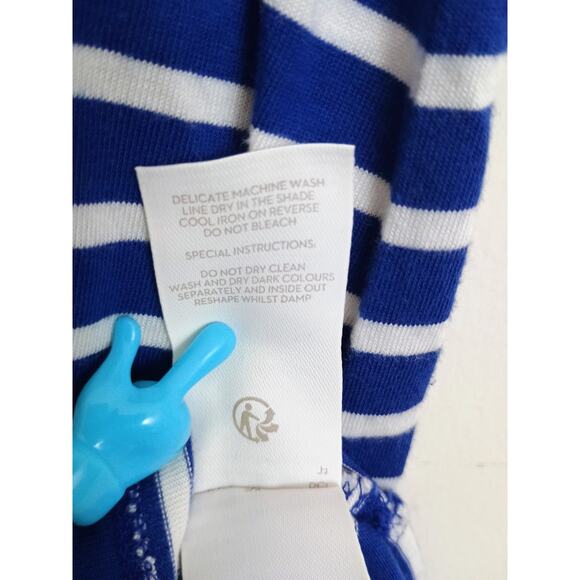 DELICATE MACHINE WASH
LINE DRY IN THE SHADE
COOL IRON ON REVERSE
DO NOT BLEACH
SPECIAL INSTRUCTIONS:
DO NOT DRY CLEAN
WASH AND DRY DARK COLOURS
SEPARATELY AND INSIDE OUT
RESHAPE WHILST DAMP